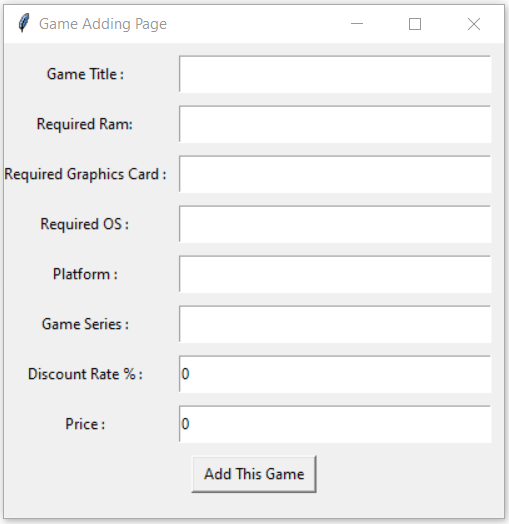 Game Adding Page
Game Title :
Required Ram:
Required Graphics Card :
Required OS :
Platform :
Game Series :
Discount Rate % :
0
Price :
0
Add This Game